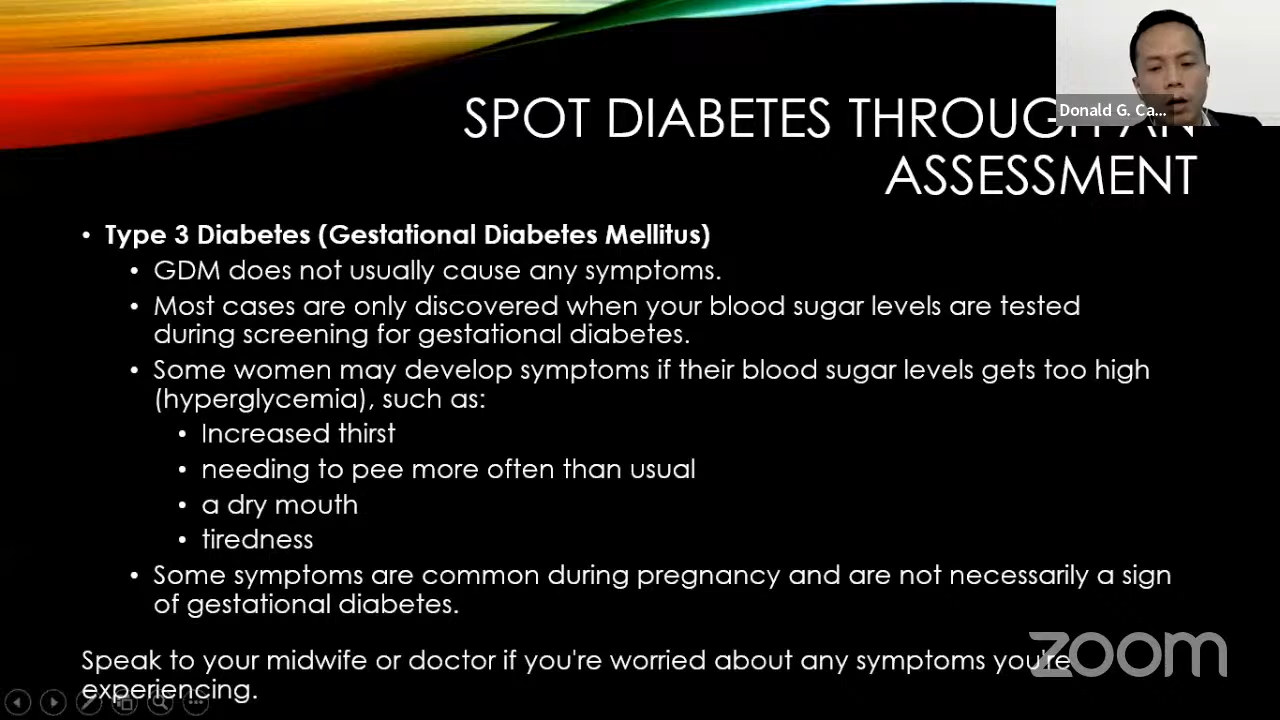 Donald G. Ca...
SPOT DIABETES THROUGH AN
ASSESSMENT
• Type 3 Diabetes (Gestational Diabetes Mellitus)
• GDM does not usually cause any symptoms.
• Most cases are only discovered when your blood sugar levels are tested
during screening for gestational diabetes.
• Some women may develop symptoms if their blood sugar levels gets too high
(hyperglycemia), such as:
• Increased thirst
• needing to pee more often than usual
• a dry mouth
• tiredness
• Some symptoms are common during pregnancy and are not necessarily a sign
of gestational diabetes.
Speak to your midwife or doctor if you're worried about any symptoms you're
experiencing.
zoom